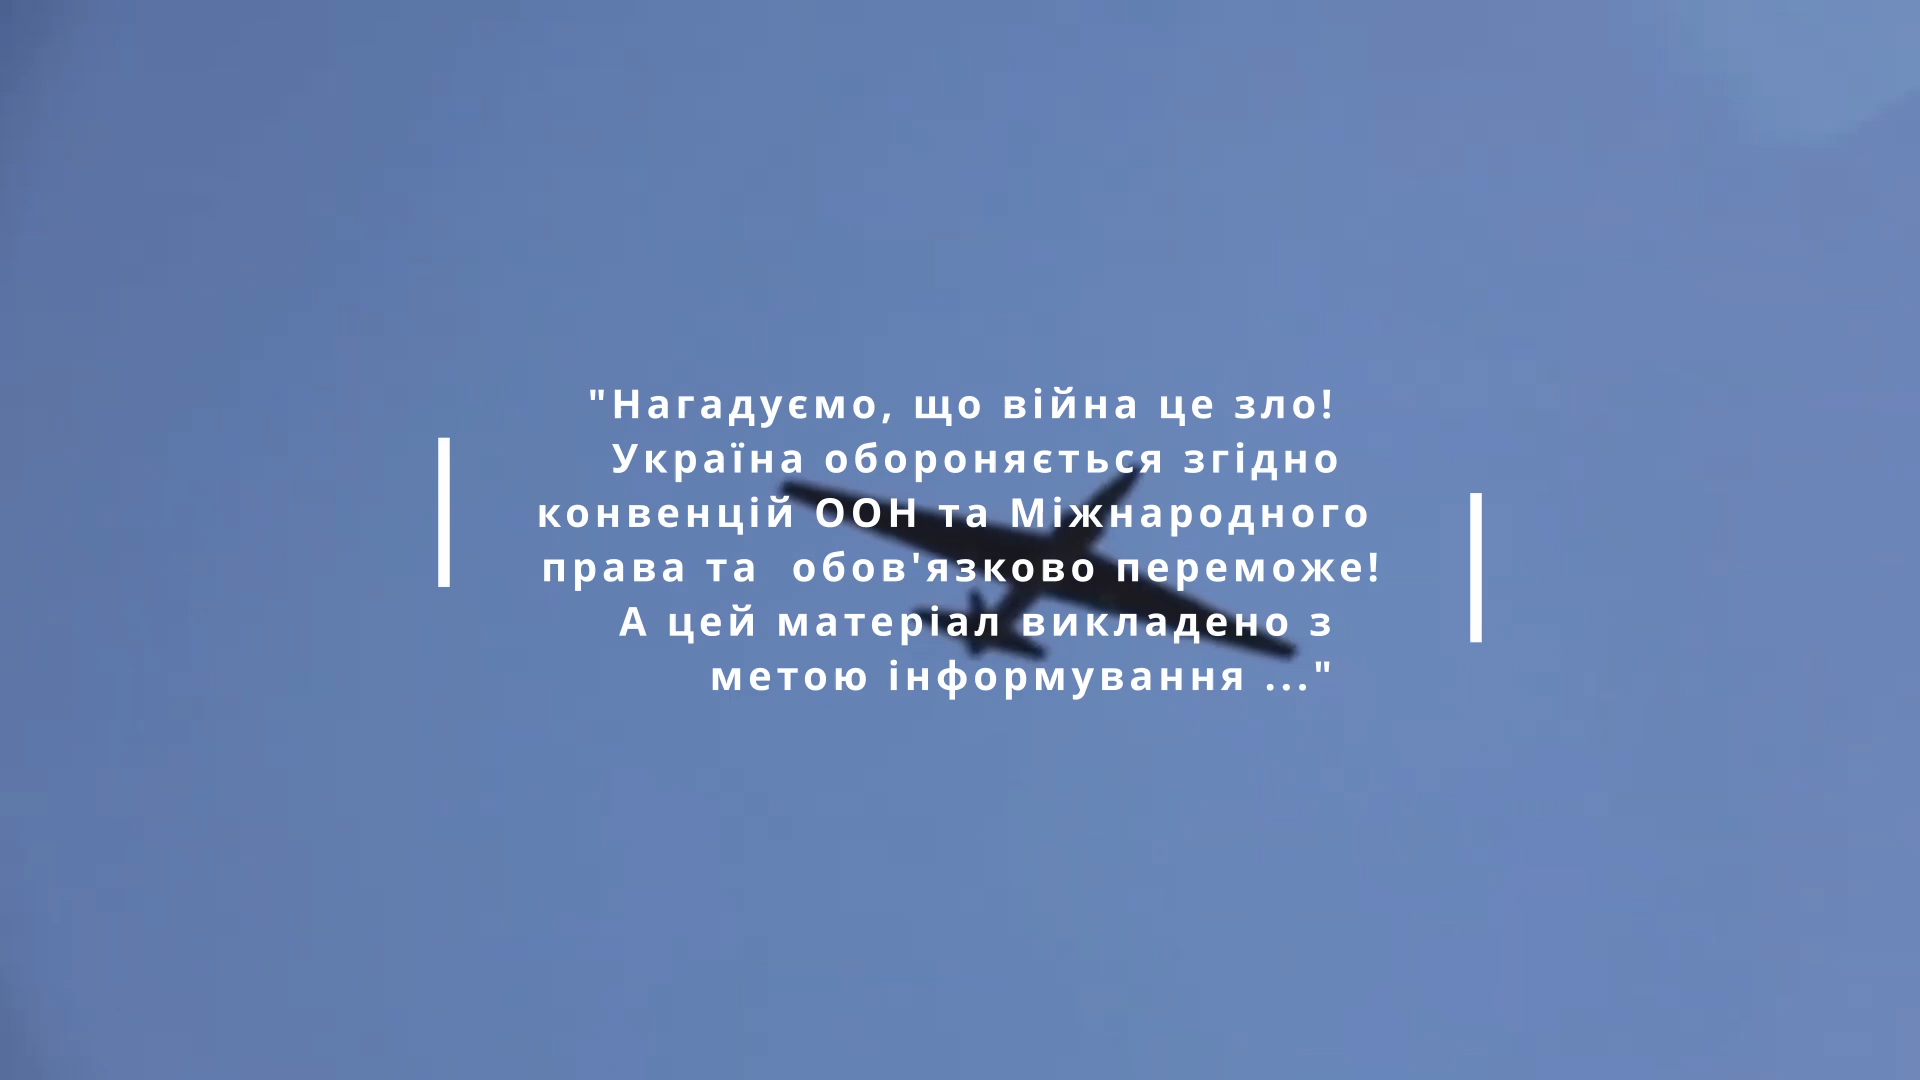 "Нагадуємо, що війна це зло!
Україна обороняється згідно
конвенцій ООН та Міжнародного
права та  обов'язково переможе!
А цей матеріал викладено з
метою інформування ..."